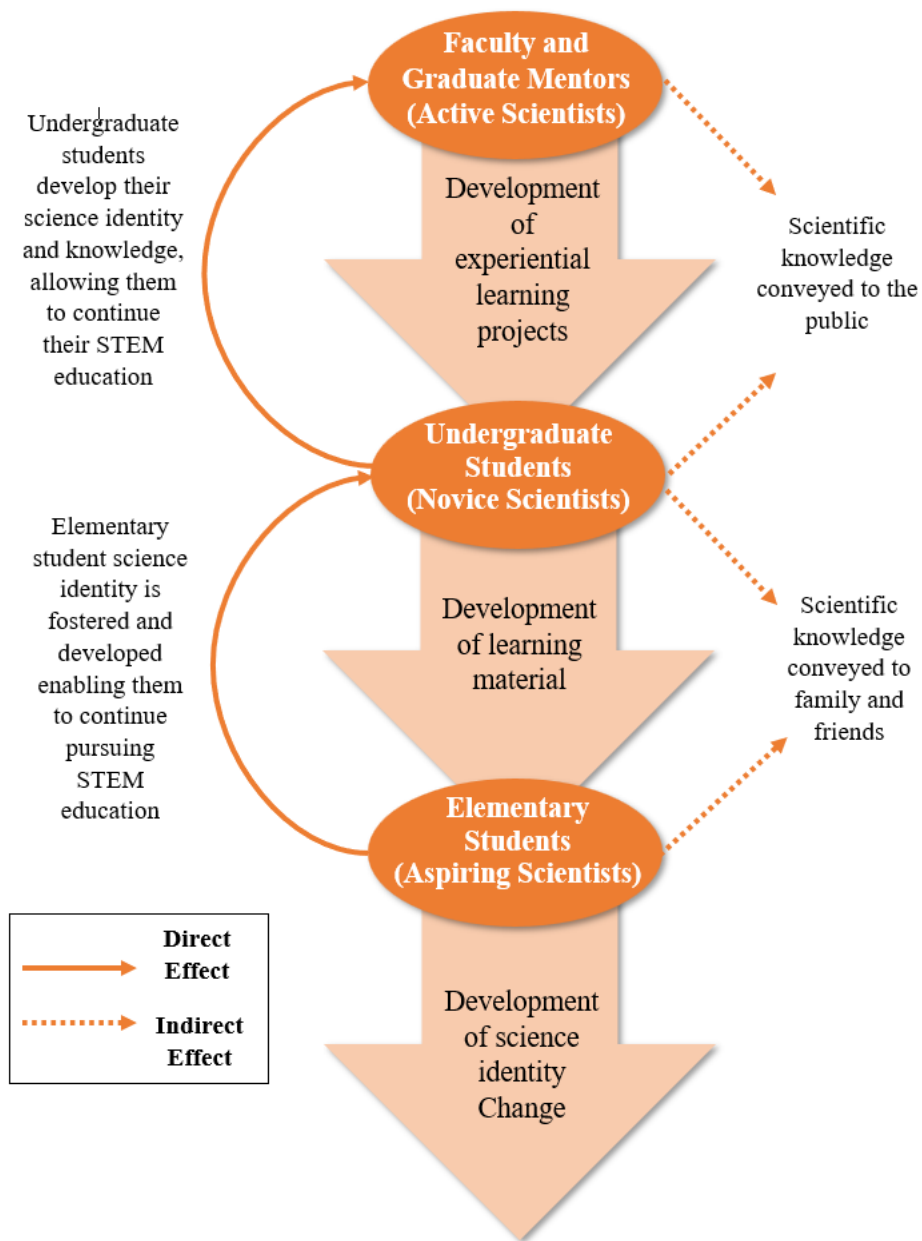 Faculty and
Graduate Mentors
(Active Scientists)
Undergraduate
students
develop their
science identity
and knowledge,
allowing them
to continue
their STEM
education
Development
of
experiential
learning
projects
Scientific
knowledge
conveyed to the
public
Undergraduate
Students
(Novice Scientists)
Elementary
student science
identity is
fostered and
developed
enabling them
to continue
pursuing
STEM
education
Development
of learning
material
Scientific
knowledge
conveyed to
family and
friends
Elementary
Students
(Aspiring Scientists)
Direct
Effect
Indirect
Effect
Development
of science
identity
Change